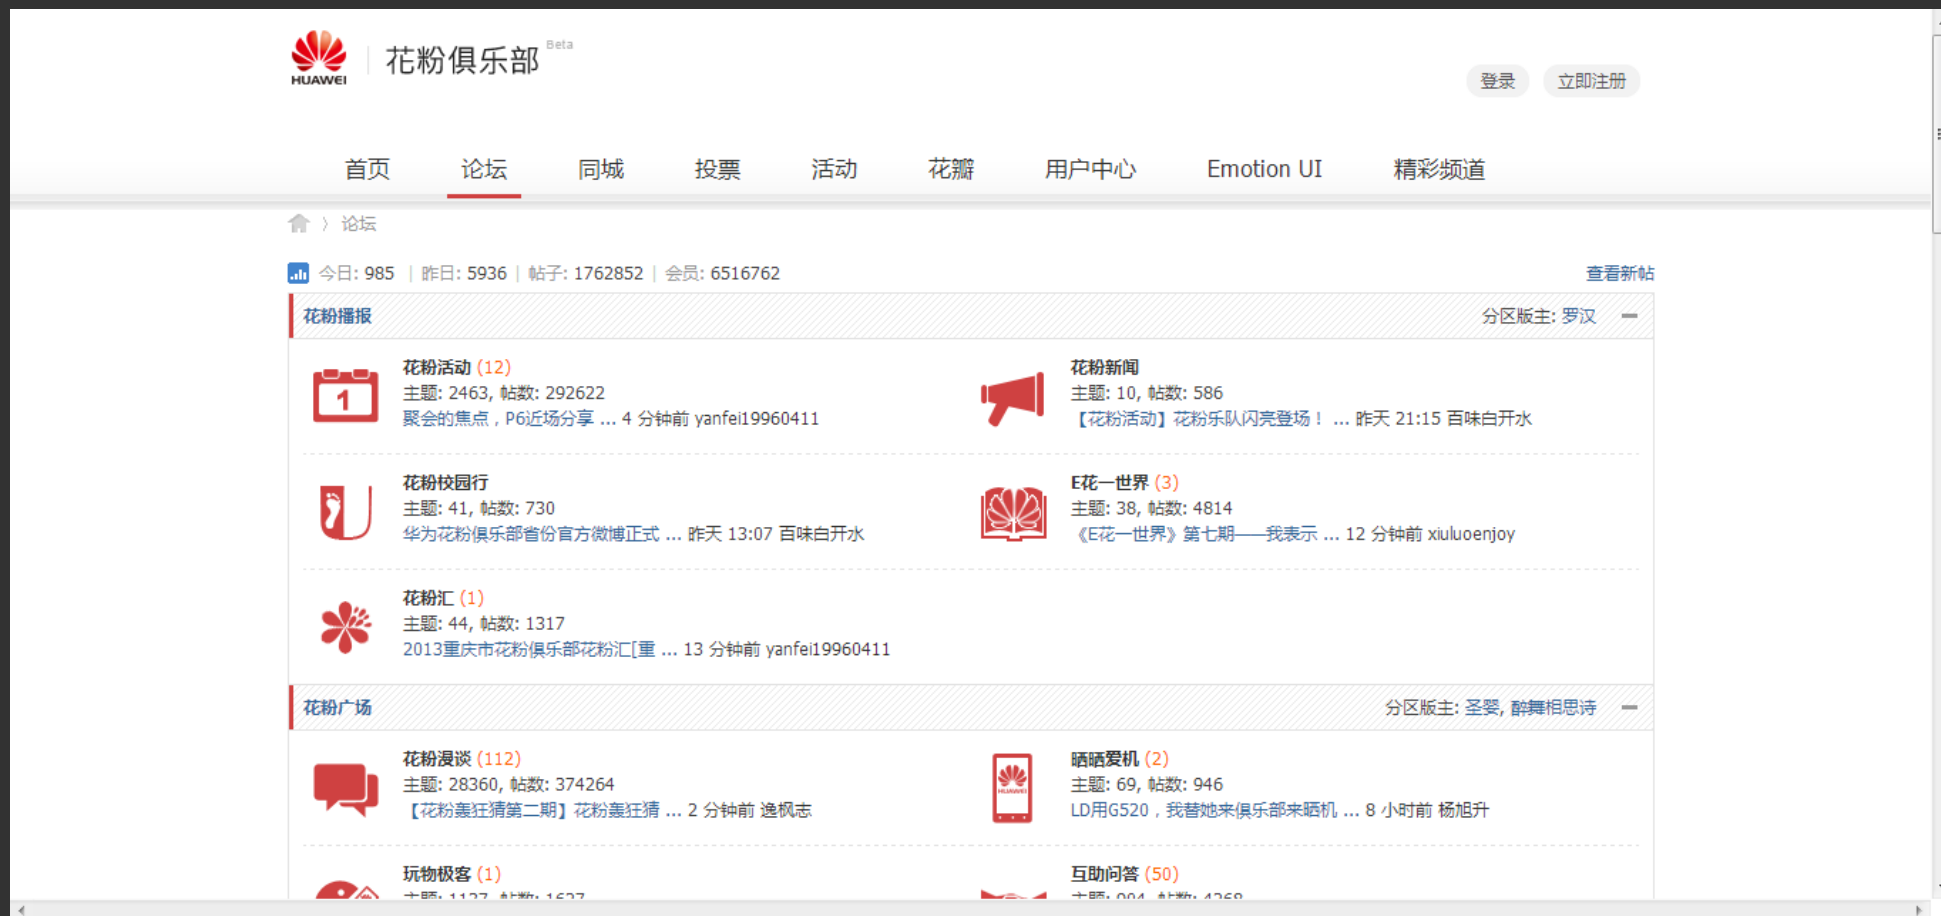 HUAWEI
花粉俱乐部 Beta
登录 立即注册
首页 论坛 同城 投票 活动 花瓣 用户中心 Emotion UI 精彩频道
〉 论坛
今日: 985 | 昨日: 5936 | 帖子: 1762852 | 会员: 6516762
查看新帖
花粉播报
分区版主: 罗汉
1
花粉活动 (12)
主题: 2463, 帖数: 292622
聚会的焦点，P6近场分享 ... 4 分钟前 yanfei19960411
花粉新闻
主题: 10, 帖数: 586
【花粉活动】花粉乐队闪亮登场！ ... 昨天 21:15 百味白开水
花粉校园行
主题: 41, 帖数: 730
华为花粉俱乐部省份官方微博正式 ... 昨天 13:07 百味白开水
E花一世界 (3)
主题: 38, 帖数: 4814
《E花一世界》第七期——我表示 ... 12 分钟前 xiuluoenjoy
花粉汇 (1)
主题: 44, 帖数: 1317
2013重庆市花粉俱乐部花粉汇[重 ... 13 分钟前 yanfei19960411
花粉广场
分区版主: 圣婴, 醉舞相思诗
花粉漫谈 (112)
主题: 28360, 帖数: 374264
【花粉轰狂猜第二期】花粉轰狂猜 ... 2 分钟前 逸枫志
HUAWEI
晒晒爱机 (2)
主题: 69, 帖数: 946
LD用G520，我替她来俱乐部来晒机 ... 8 小时前 杨旭升
玩物极客 (1)
主题: 1127, 帖数: 1627
互助问答 (50)
主题: 904, 帖数: 4268